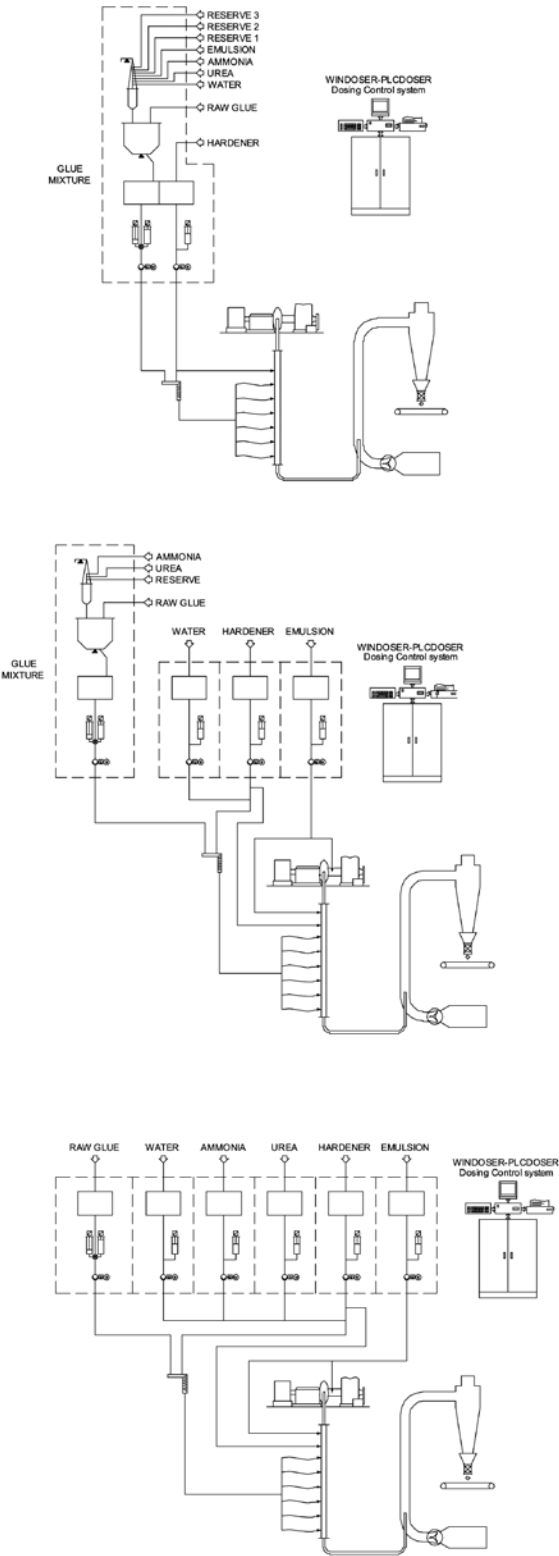 RESERVE 3
RESERVE 2
RESERVE 1
EMULSION
AMMONIA
UREA
WATER
RAW GLUE
HARDENER
GLUE
MIXTURE
WINDOSER-PLCDOSER
Dosing Control system
AMMONIA
UREA
RESERVE
RAW GLUE
GLUE
MIXTURE
WATER
HARDENER
EMULSION
WINDOSER-PLCDOSER
Dosing Control system
RAW GLUE
WATER
AMMONIA
UREA
HARDENER
EMULSION
WINDOSER-PLCDOSER
Dosing Control system